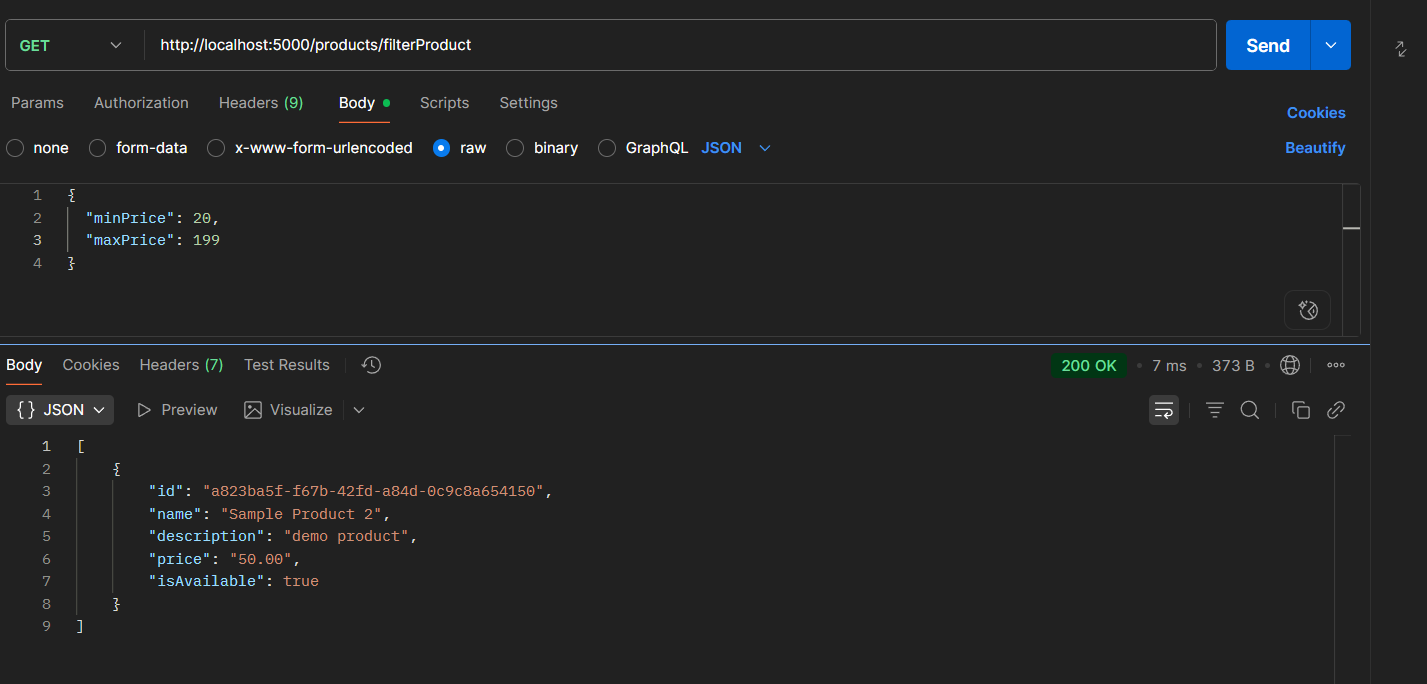 GET http://localhost:5000/products/filterProduct Send
Params Authorization Headers (9) Body Scripts Settings Cookies
none form-data x-www-form-urlencoded raw binary GraphQL JSON Beautify
1 {
2 "minPrice": 20,
3 "maxPrice": 199
4 }
Body Cookies Headers (7) Test Results 200 OK • 7 ms • 373 B •
{} JSON Preview Visualize
1 [
2 {
3 "id": "a823ba5f-f67b-42fd-a84d-0c9c8a654150",
4 "name": "Sample Product 2",
5 "description": "demo product",
6 "price": "50.00",
7 "isAvailable": true
8 }
9 ]